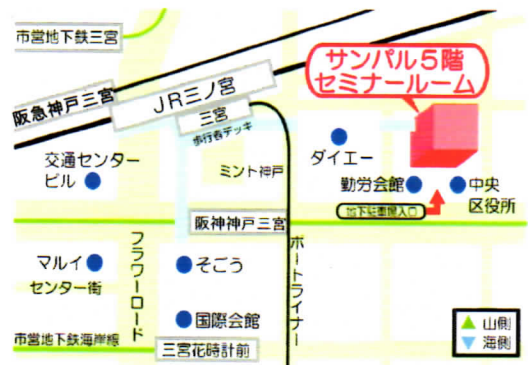 市営地下鉄三宮
サンパル5階
セミナールーム
阪急神戸三宮
JR三ノ宮
三宮
歩行者デッキ
交通センター
ビル
ミント神戸
ダイエー
勤労会館
中央
区役所
地下駐車場入口
阪神神戸三宮
マルイ
センター街
フラワーロード
そごう
ポートライナー
国際会館
市営地下鉄海岸線
三宮花時計前
▲山側
▼海側